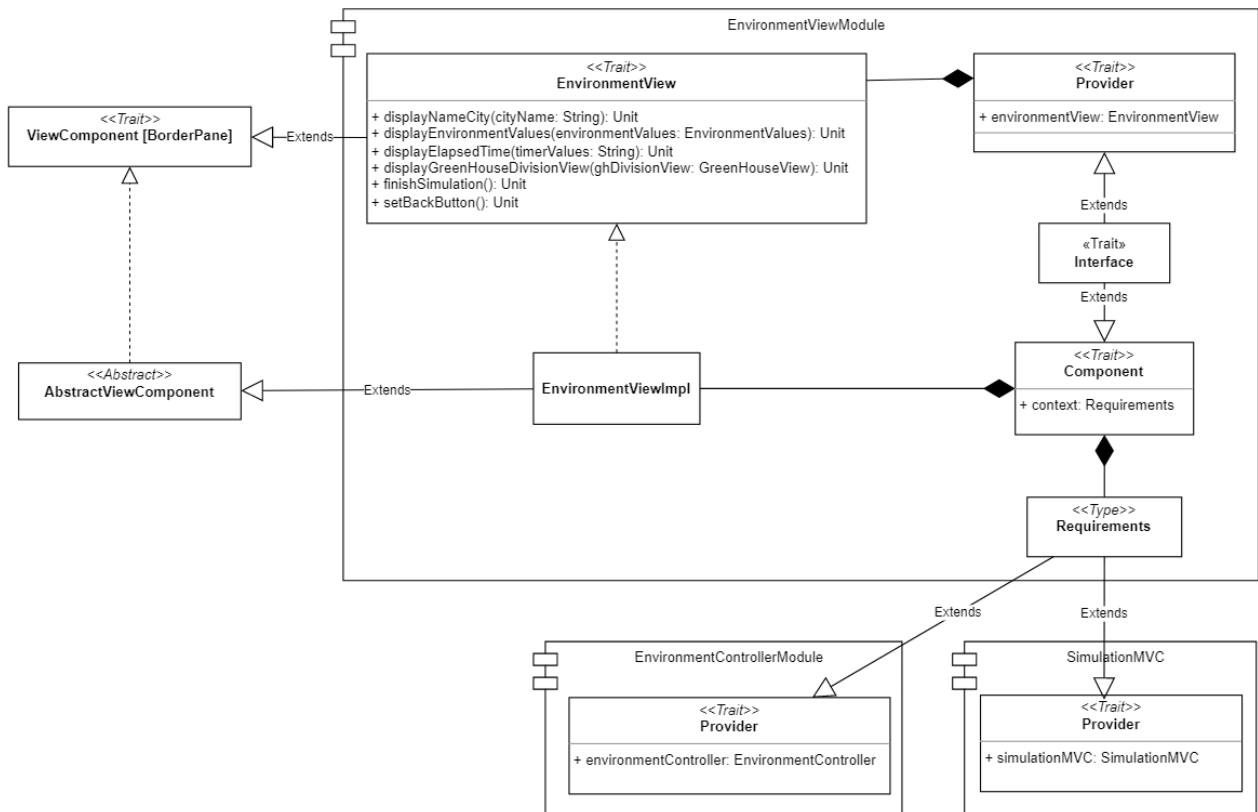 EnvironmentViewModule
<<Trait>>
EnvironmentView
+ displayNameCity(cityName: String): Unit
+ displayEnvironmentValues(environmentValues: EnvironmentValues): Unit
+ displayElapsedTime(timerValues: String): Unit
+ displayGreenHouseDivisionView(ghDivisionView: GreenHouseView): Unit
+ finishSimulation(): Unit
+ setBackButton(): Unit
<<Trait>>
Provider
+ environmentView: EnvironmentView
<<Trait>>
ViewComponent [BorderPane]
Extends
Extends
«Trait»
Interface
Extends
<<Trait>>
Component
+ context: Requirements
<<Abstract>>
AbstractViewComponent
Extends
EnvironmentViewImpl
<<Type>>
Requirements
Extends
Extends
EnvironmentControllerModule
<<Trait>>
Provider
+ environmentController: EnvironmentController
SimulationMVC
<<Trait>>
Provider
+ simulationMVC: SimulationMVC